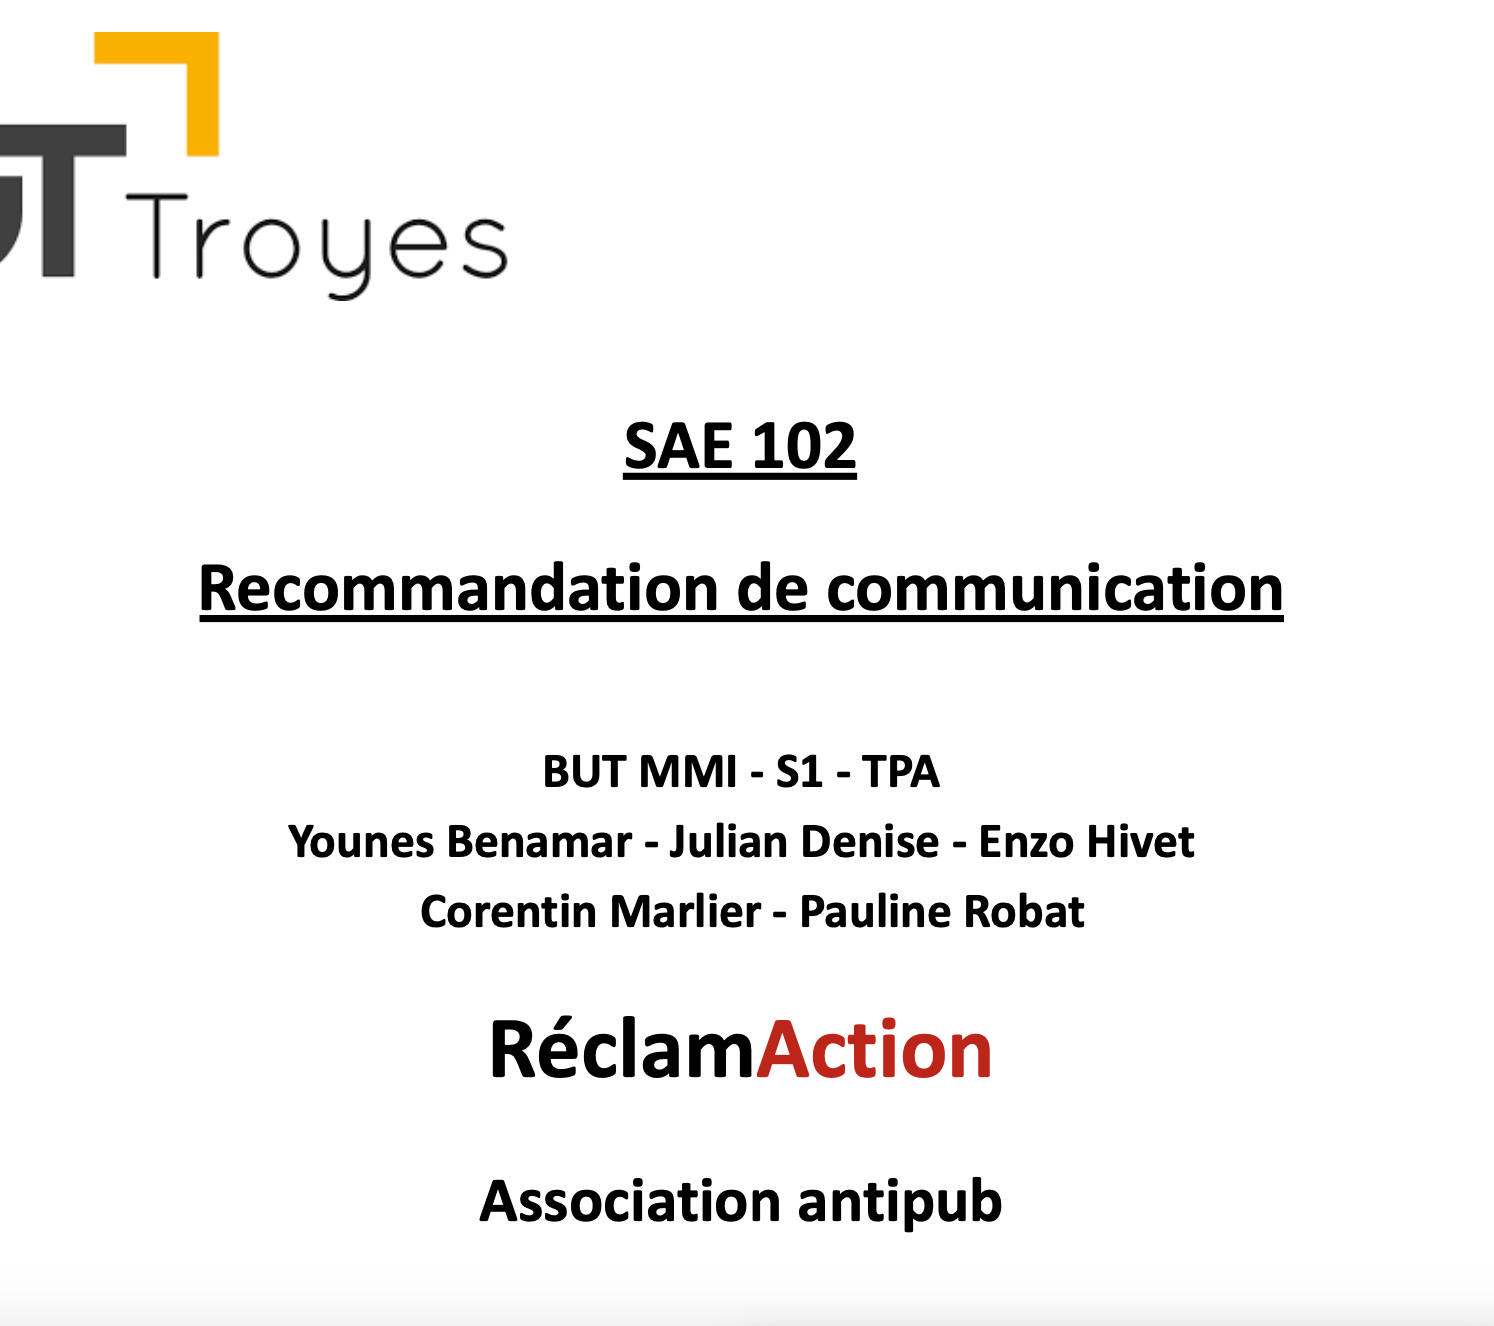 UT
Troyes
SAE 102
Recommandation de communication
BUT MMI - S1 - TPA
Younes Benamar - Julian Denise - Enzo Hivet
Corentin Marlier - Pauline Robat
RéclamAction
Association antipub